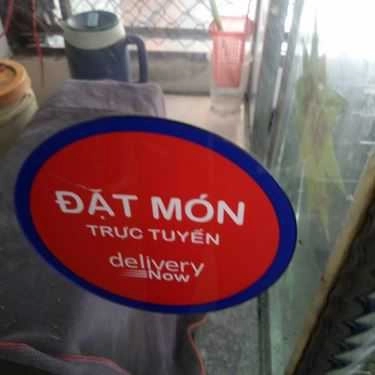 ĐẶT MÓN
TRỰC TUYẾN
delivery
Now